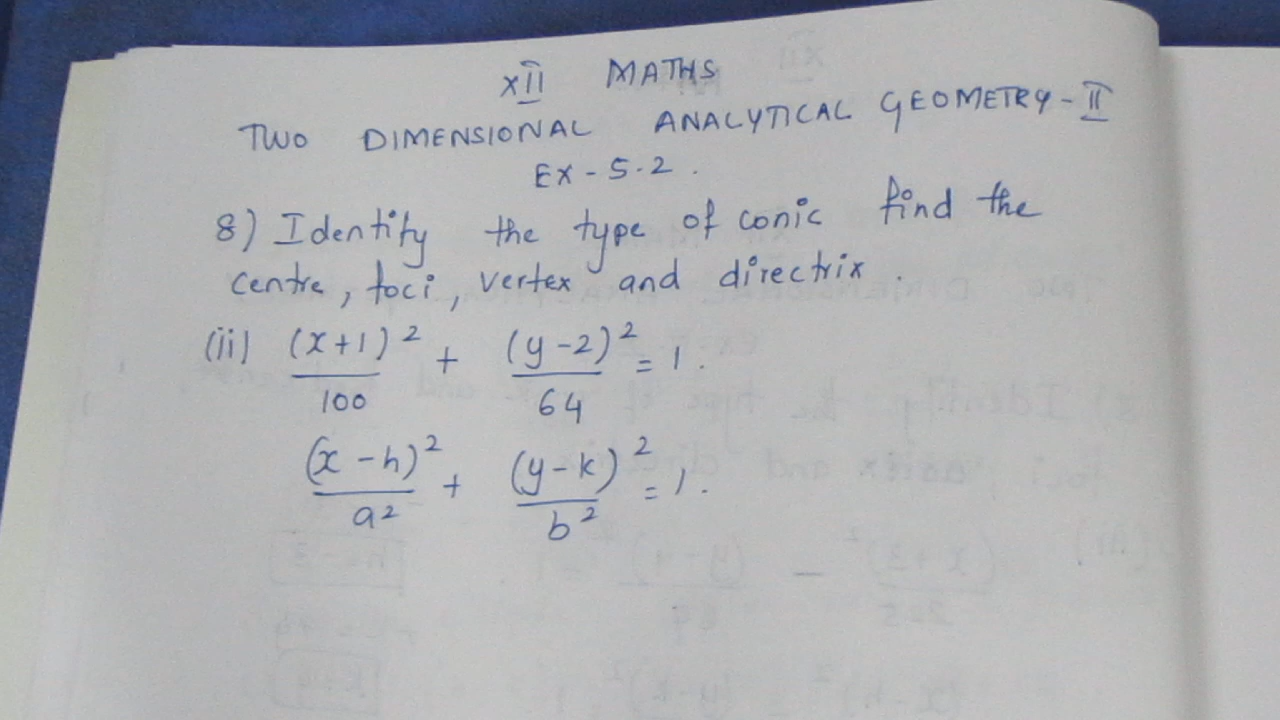 XII MATHS
TWO DIMENSIONAL ANALYTICAL GEOMETRY-II
EX-5.2.
8) Identify the type of conic find the
centre, foci, vertex and directrix.
(ii) (x+1)²/100 + (y-2)²/64 = 1.
(x-h)²/a² + (y-k)²/b² = 1.